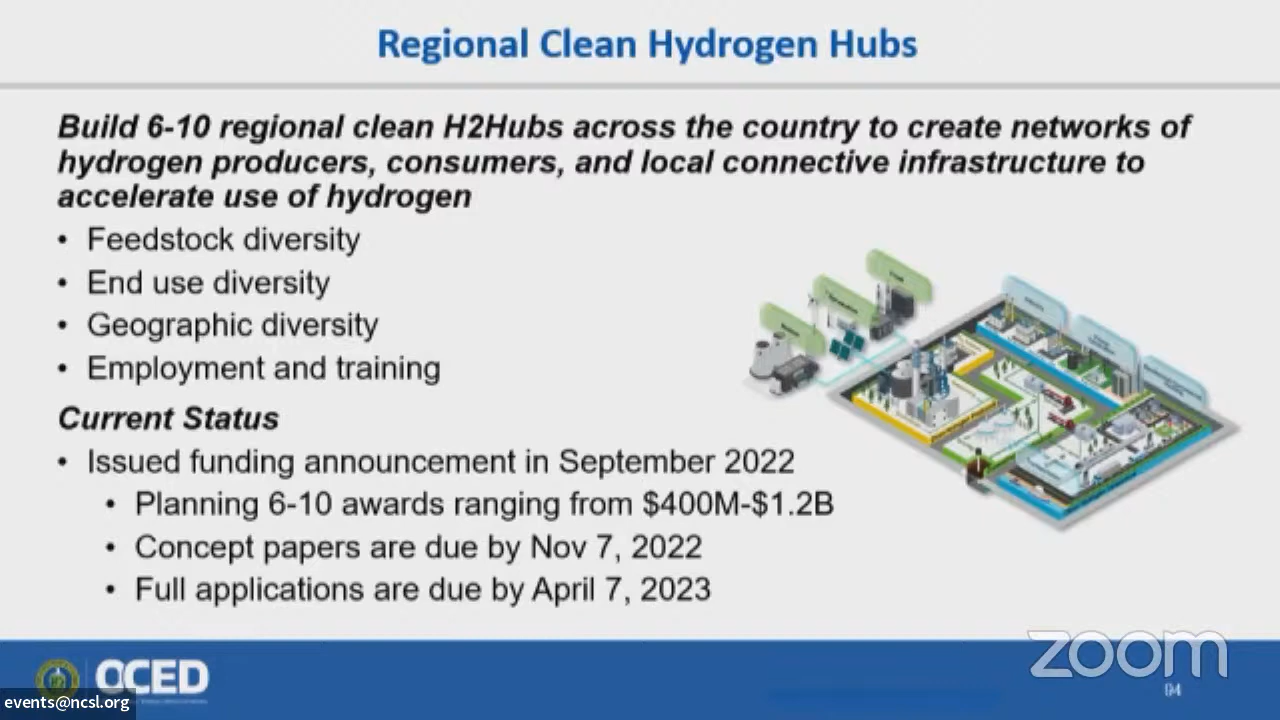 Regional Clean Hydrogen Hubs
Build 6-10 regional clean H2Hubs across the country to create networks of
hydrogen producers, consumers, and local connective infrastructure to
accelerate use of hydrogen
• Feedstock diversity
• End use diversity
• Geographic diversity
• Employment and training
Current Status
• Issued funding announcement in September 2022
• Planning 6-10 awards ranging from $400M-$1.2B
• Concept papers are due by Nov 7, 2022
• Full applications are due by April 7, 2023
OCED
zoom
events@ncsl.org